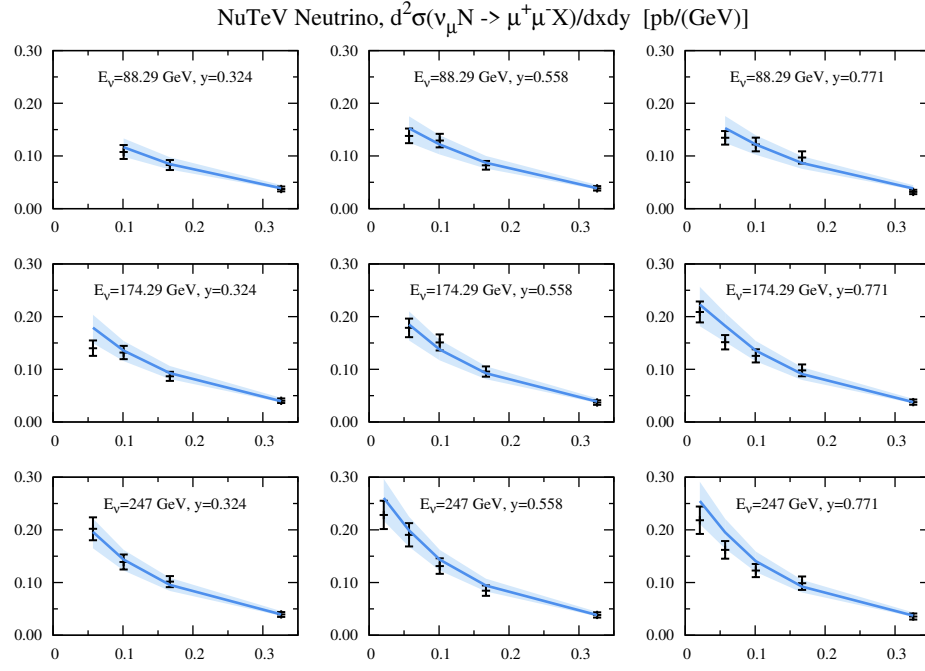 NuTeV Neutrino, d²σ(ν_μN -> μ⁺μ⁻X)/dxdy [pb/(GeV]
E_ν=88.29 GeV, y=0.324
0.30
0.20
0.10
0.00
0 0.1 0.2 0.3
E_ν=88.29 GeV, y=0.558
0.30
0.20
0.10
0.00
0 0.1 0.2 0.3
E_ν=88.29 GeV, y=0.771
0.30
0.20
0.10
0.00
0 0.1 0.2 0.3
E_ν=174.29 GeV, y=0.324
0.30
0.20
0.10
0.00
0 0.1 0.2 0.3
E_ν=174.29 GeV, y=0.558
0.30
0.20
0.10
0.00
0 0.1 0.2 0.3
E_ν=174.29 GeV, y=0.771
0.30
0.20
0.10
0.00
0 0.1 0.2 0.3
E_ν=247 GeV, y=0.324
0.30
0.20
0.10
0.00
0 0.1 0.2 0.3
E_ν=247 GeV, y=0.558
0.30
0.20
0.10
0.00
0 0.1 0.2 0.3
E_ν=247 GeV, y=0.771
0.30
0.20
0.10
0.00
0 0.1 0.2 0.3